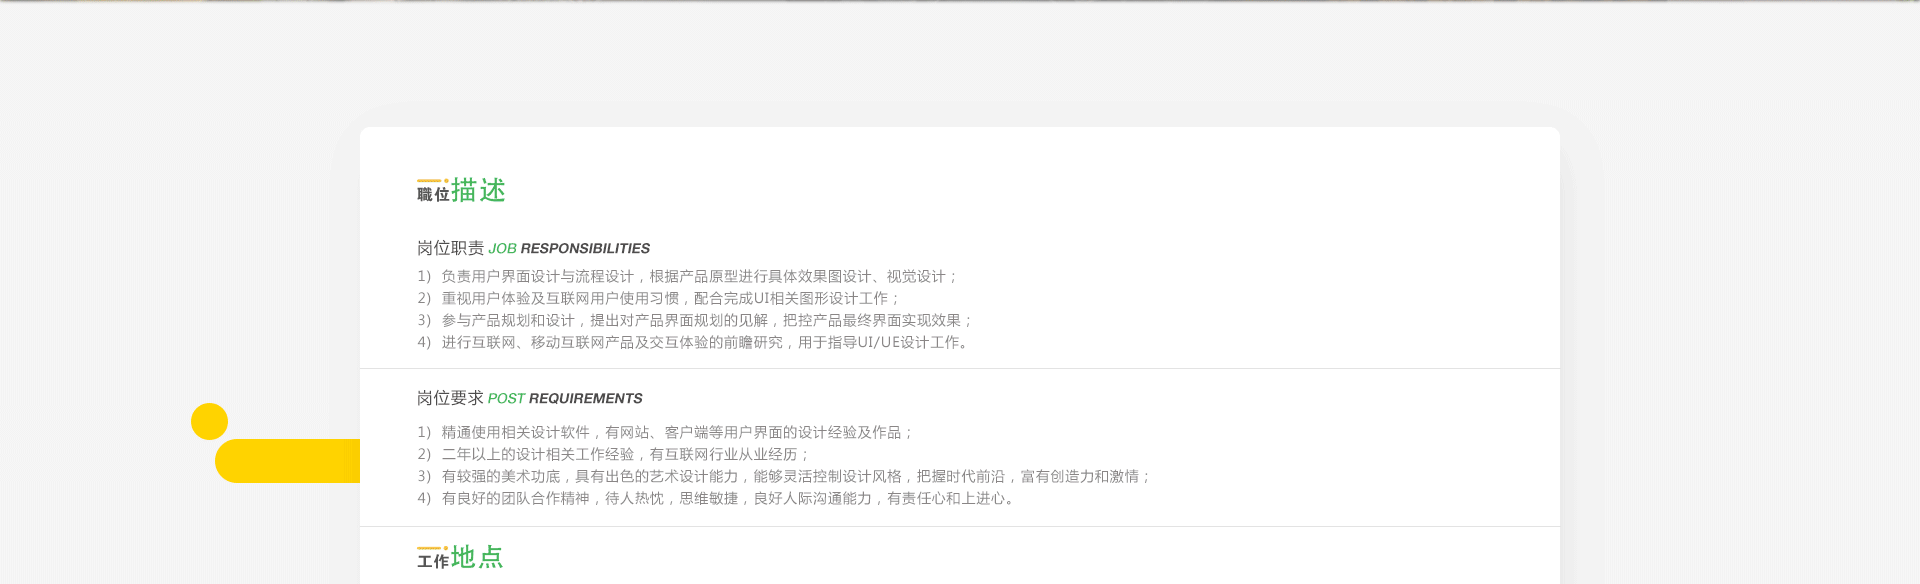 職位描述
岗位职责 JOB RESPONSIBILITIES
1) 负责用户界面设计与流程设计，根据产品原型进行具体效果图设计、视觉设计；
2) 重视用户体验及互联网用户使用习惯，配合完成UI相关图形设计工作；
3) 参与产品规划和设计，提出对产品界面规划的见解，把控产品最终界面实现效果；
4) 进行互联网、移动互联网产品及交互体验的前瞻研究，用于指导UI/UE设计工作。
岗位要求 POST REQUIREMENTS
1) 精通使用相关设计软件，有网站、客户端等用户界面的设计经验及作品；
2) 二年以上的设计相关工作经验，有互联网行业从业经历；
3) 有较强的美术功底，具有出色的艺术设计能力，能够灵活控制设计风格，把握时代前沿，富有创造力和激情；
4) 有良好的团队合作精神，待人热忱，思维敏捷，良好人际沟通能力，有责任心和上进心。
工作地点